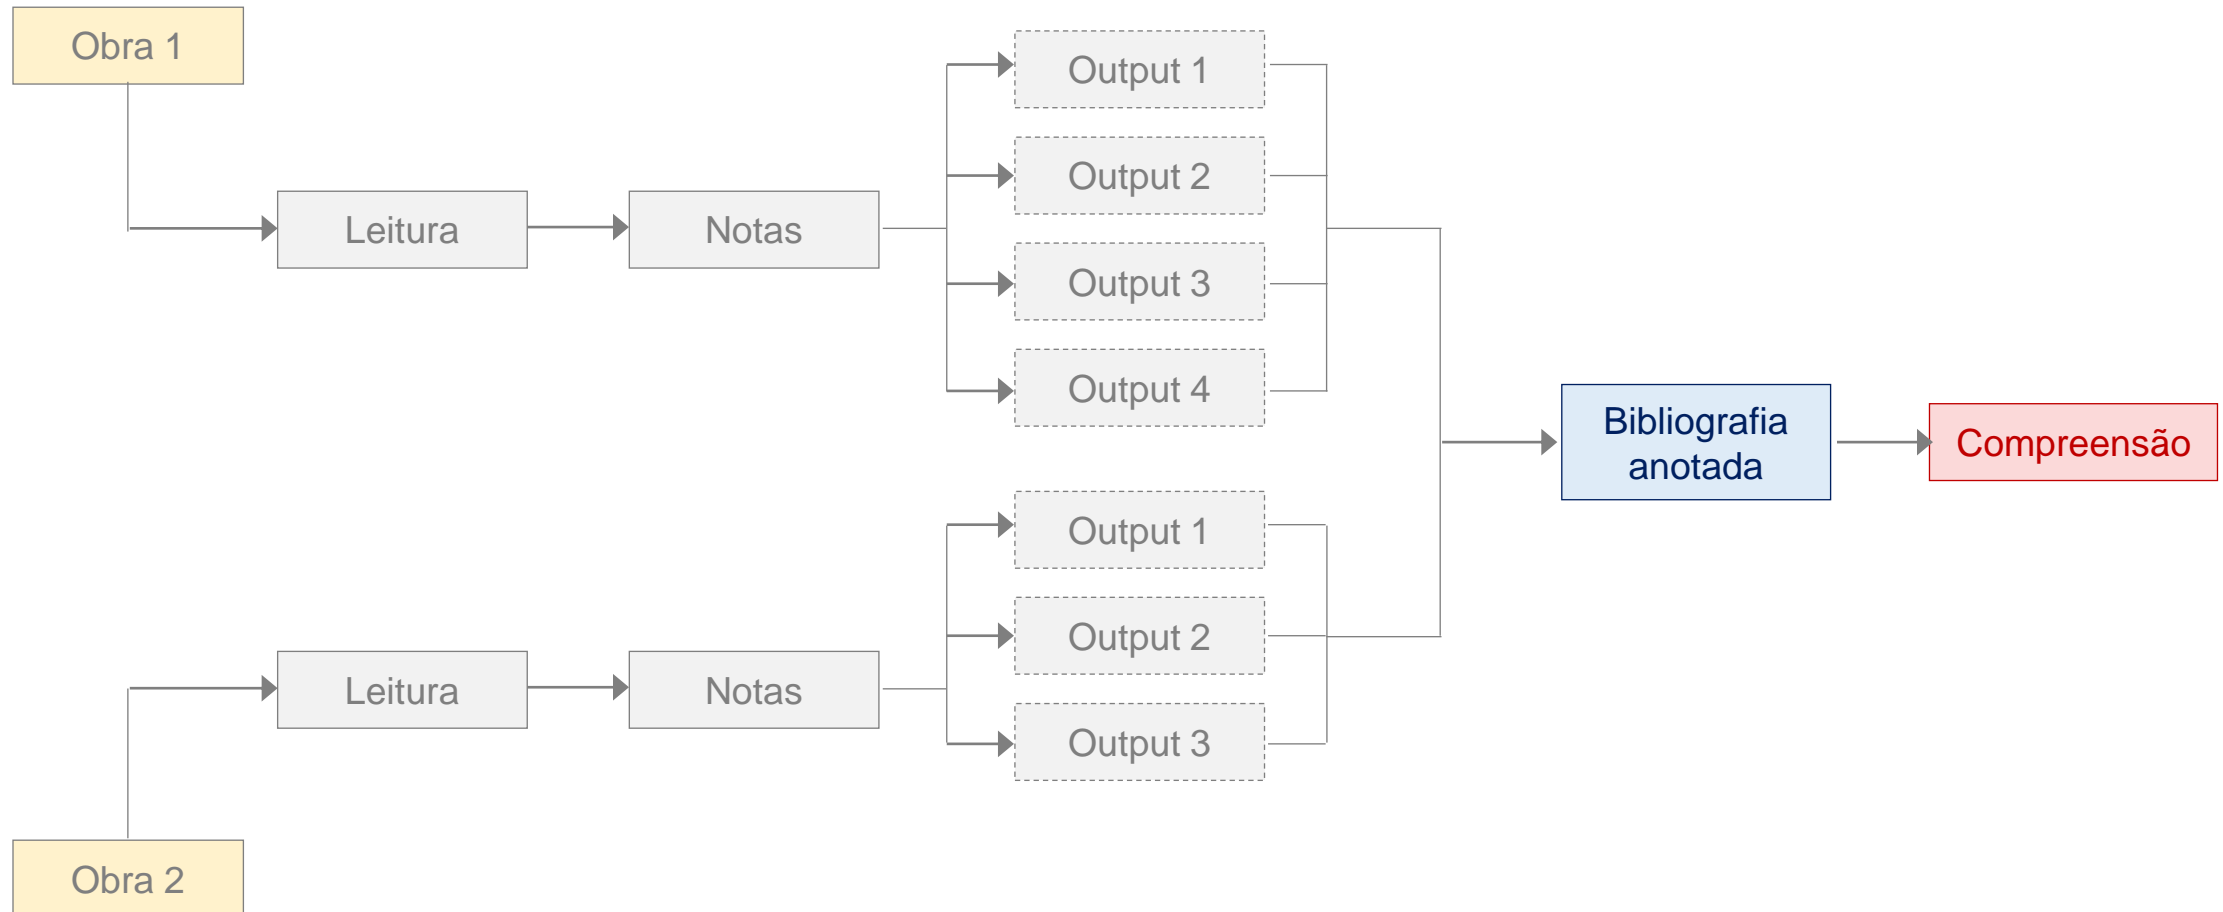 Obra 1
Leitura
Notas
Output 1
Output 2
Output 3
Output 4
Output 1
Output 2
Output 3
Leitura
Notas
Obra 2
Bibliografia
anotada
Compreensão